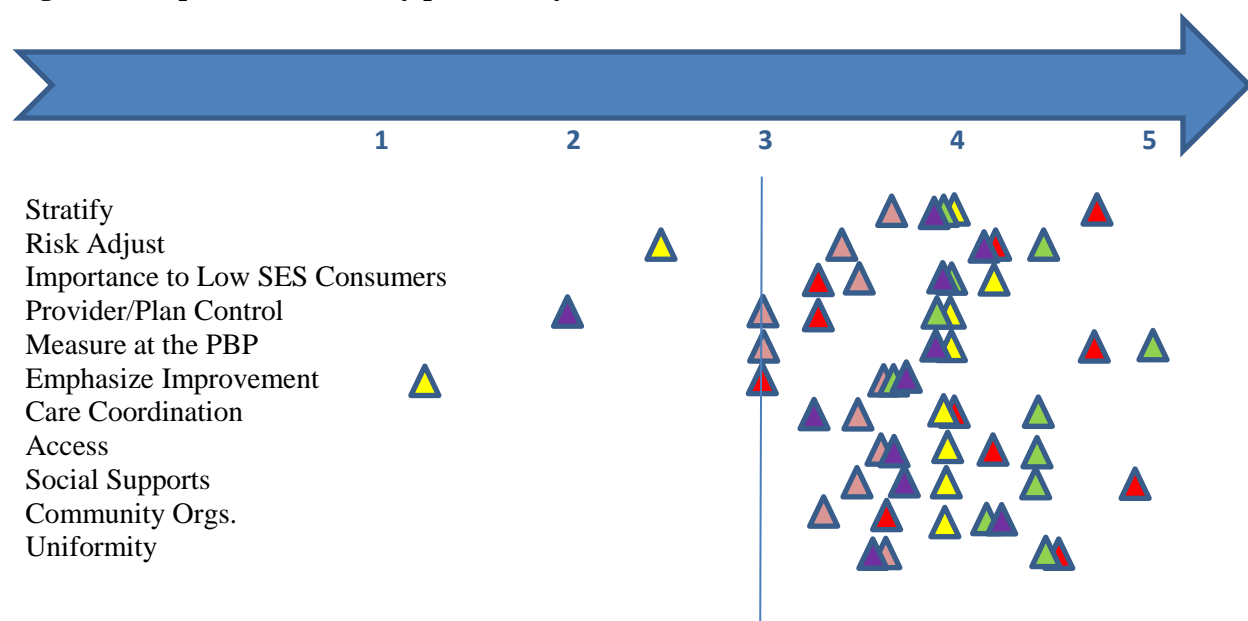 1 2 3 4 5
Stratify
Risk Adjust
Importance to Low SES Consumers
Provider/Plan Control
Measure at the PBP
Emphasize Improvement
Care Coordination
Access
Social Supports
Community Orgs.
Uniformity